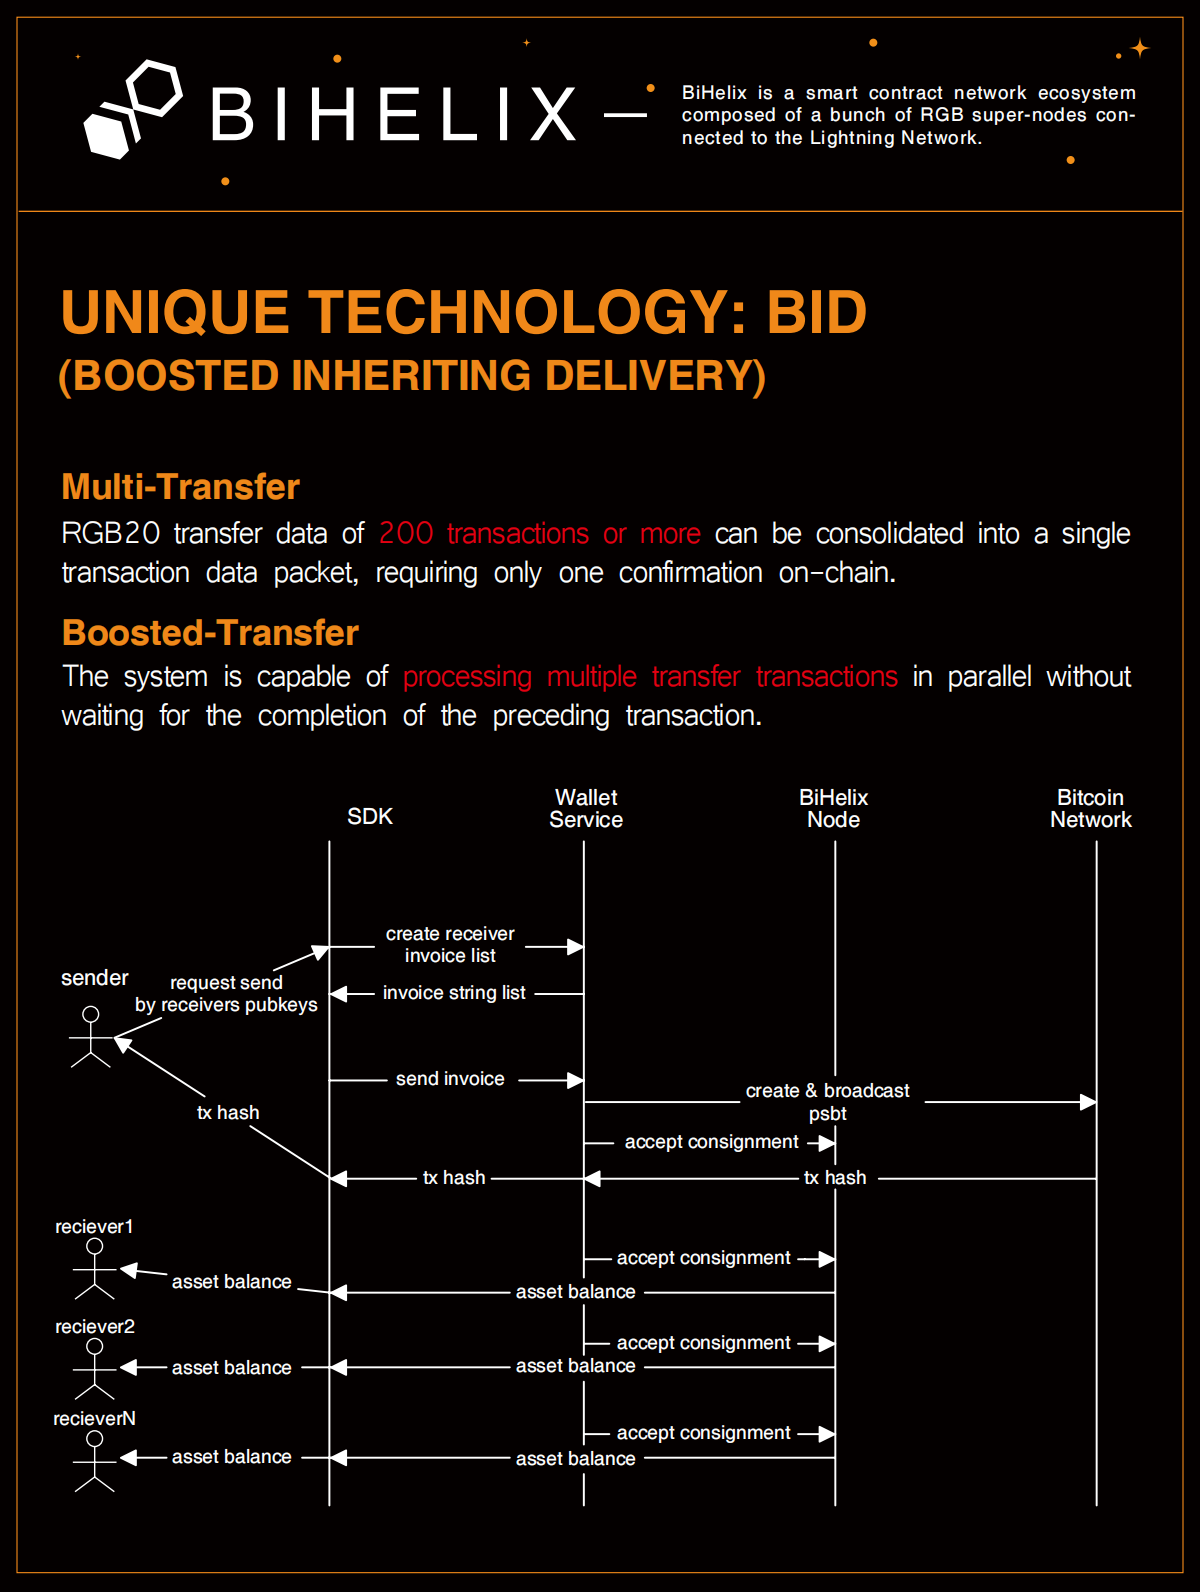 BIHELIX
BiHelix is a smart contract network ecosystem
composed of a bunch of RGB super-nodes con-
nected to the Lightning Network.
UNIQUE TECHNOLOGY: BID
(BOOSTED INHERITING DELIVERY)
Multi-Transfer
RGB20 transfer data of 200 transactions or more can be consolidated into a single
transaction data packet, requiring only one confirmation on-chain.
Boosted-Transfer
The system is capable of processing multiple transfer transactions in parallel without
waiting for the completion of the preceding transaction.
SDK
Wallet
Service
BiHelix
Node
Bitcoin
Network
create receiver
invoice list
sender
request send
by receivers pubkeys
invoice string list
send invoice
create & broadcast
psbt
tx hash
accept consignment
tx hash
tx hash
reciever1
accept consignment
asset balance
asset balance
reciever2
accept consignment
asset balance
asset balance
recieverN
accept consignment
asset balance
asset balance